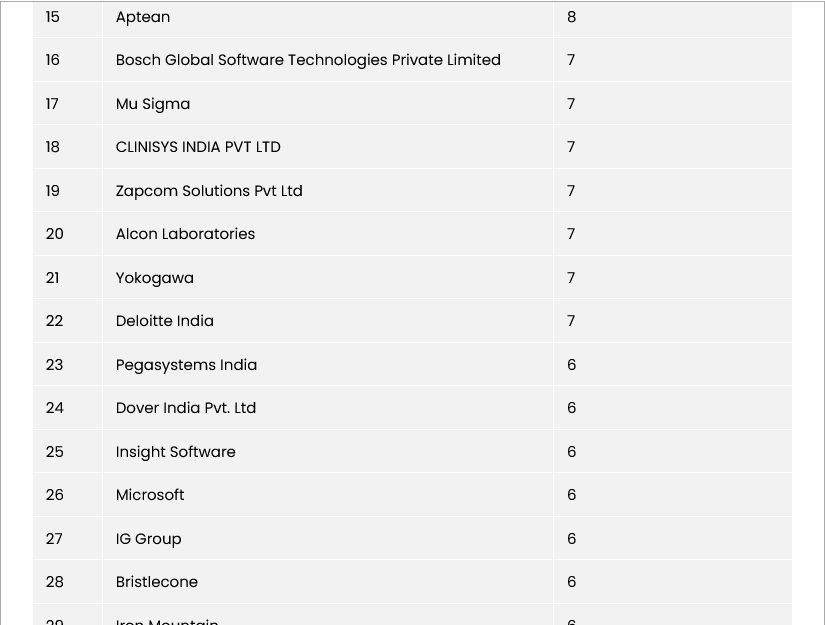 15 Aptean 8
16 Bosch Global Software Technologies Private Limited 7
17 Mu Sigma 7
18 CLINISYS INDIA PVT LTD 7
19 Zapcom Solutions Pvt Ltd 7
20 Alcon Laboratories 7
21 Yokogawa 7
22 Deloitte India 7
23 Pegasystems India 6
24 Dover India Pvt. Ltd 6
25 Insight Software 6
26 Microsoft 6
27 IG Group 6
28 Bristlecone 6
29 Iron Mountain 6